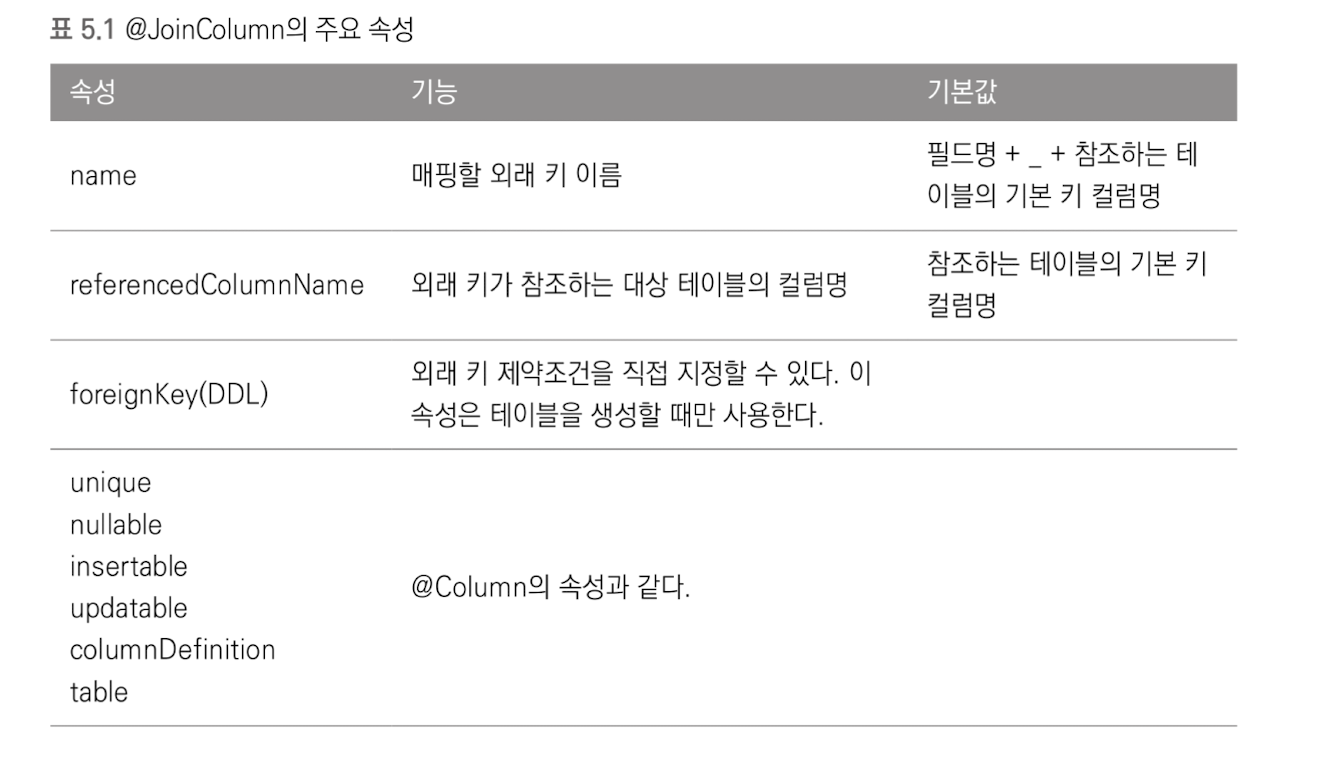 표 5.1 @JoinColumn의 주요 속성
속성 기능 기본값
name 매핑할 외래 키 이름 필드명 + _ + 참조하는 테
이블의 기본 키 컬럼명
referencedColumnName 외래 키가 참조하는 대상 테이블의 컬럼명 참조하는 테이블의 기본 키
컬럼명
foreignKey(DDL) 외래 키 제약조건을 직접 지정할 수 있다. 이
속성은 테이블을 생성할 때만 사용한다.
unique
nullable
insertable
updatable
columnDefinition
table
@Column의 속성과 같다.